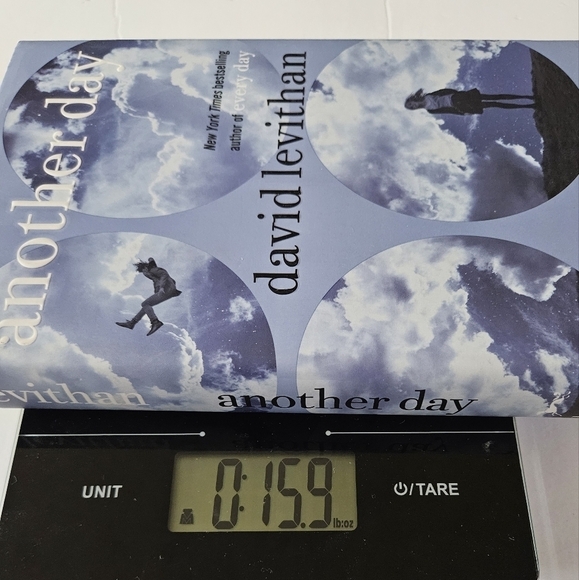 another day
New York Times bestselling
author of every day
david levithan
evithan
another day
UNIT
0:15.9
lb:oz
⏻/TARE